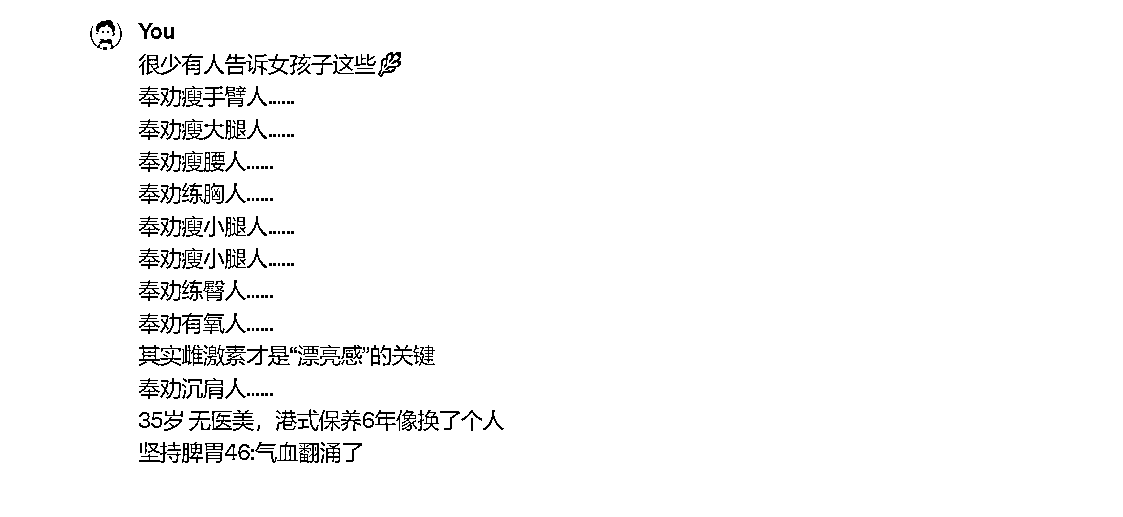 You
很少有人告诉女孩子这些
奉劝瘦手臂人......
奉劝瘦大腿人......
奉劝瘦腰人......
奉劝练胸人......
奉劝瘦小腿人......
奉劝瘦小腿人......
奉劝练臀人......
奉劝有氧人......
其实雌激素才是“漂亮感”的关键
奉劝沉肩人......
35岁 无医美，港式保养6年像换了个人
坚持脾胃46:气血翻涌了